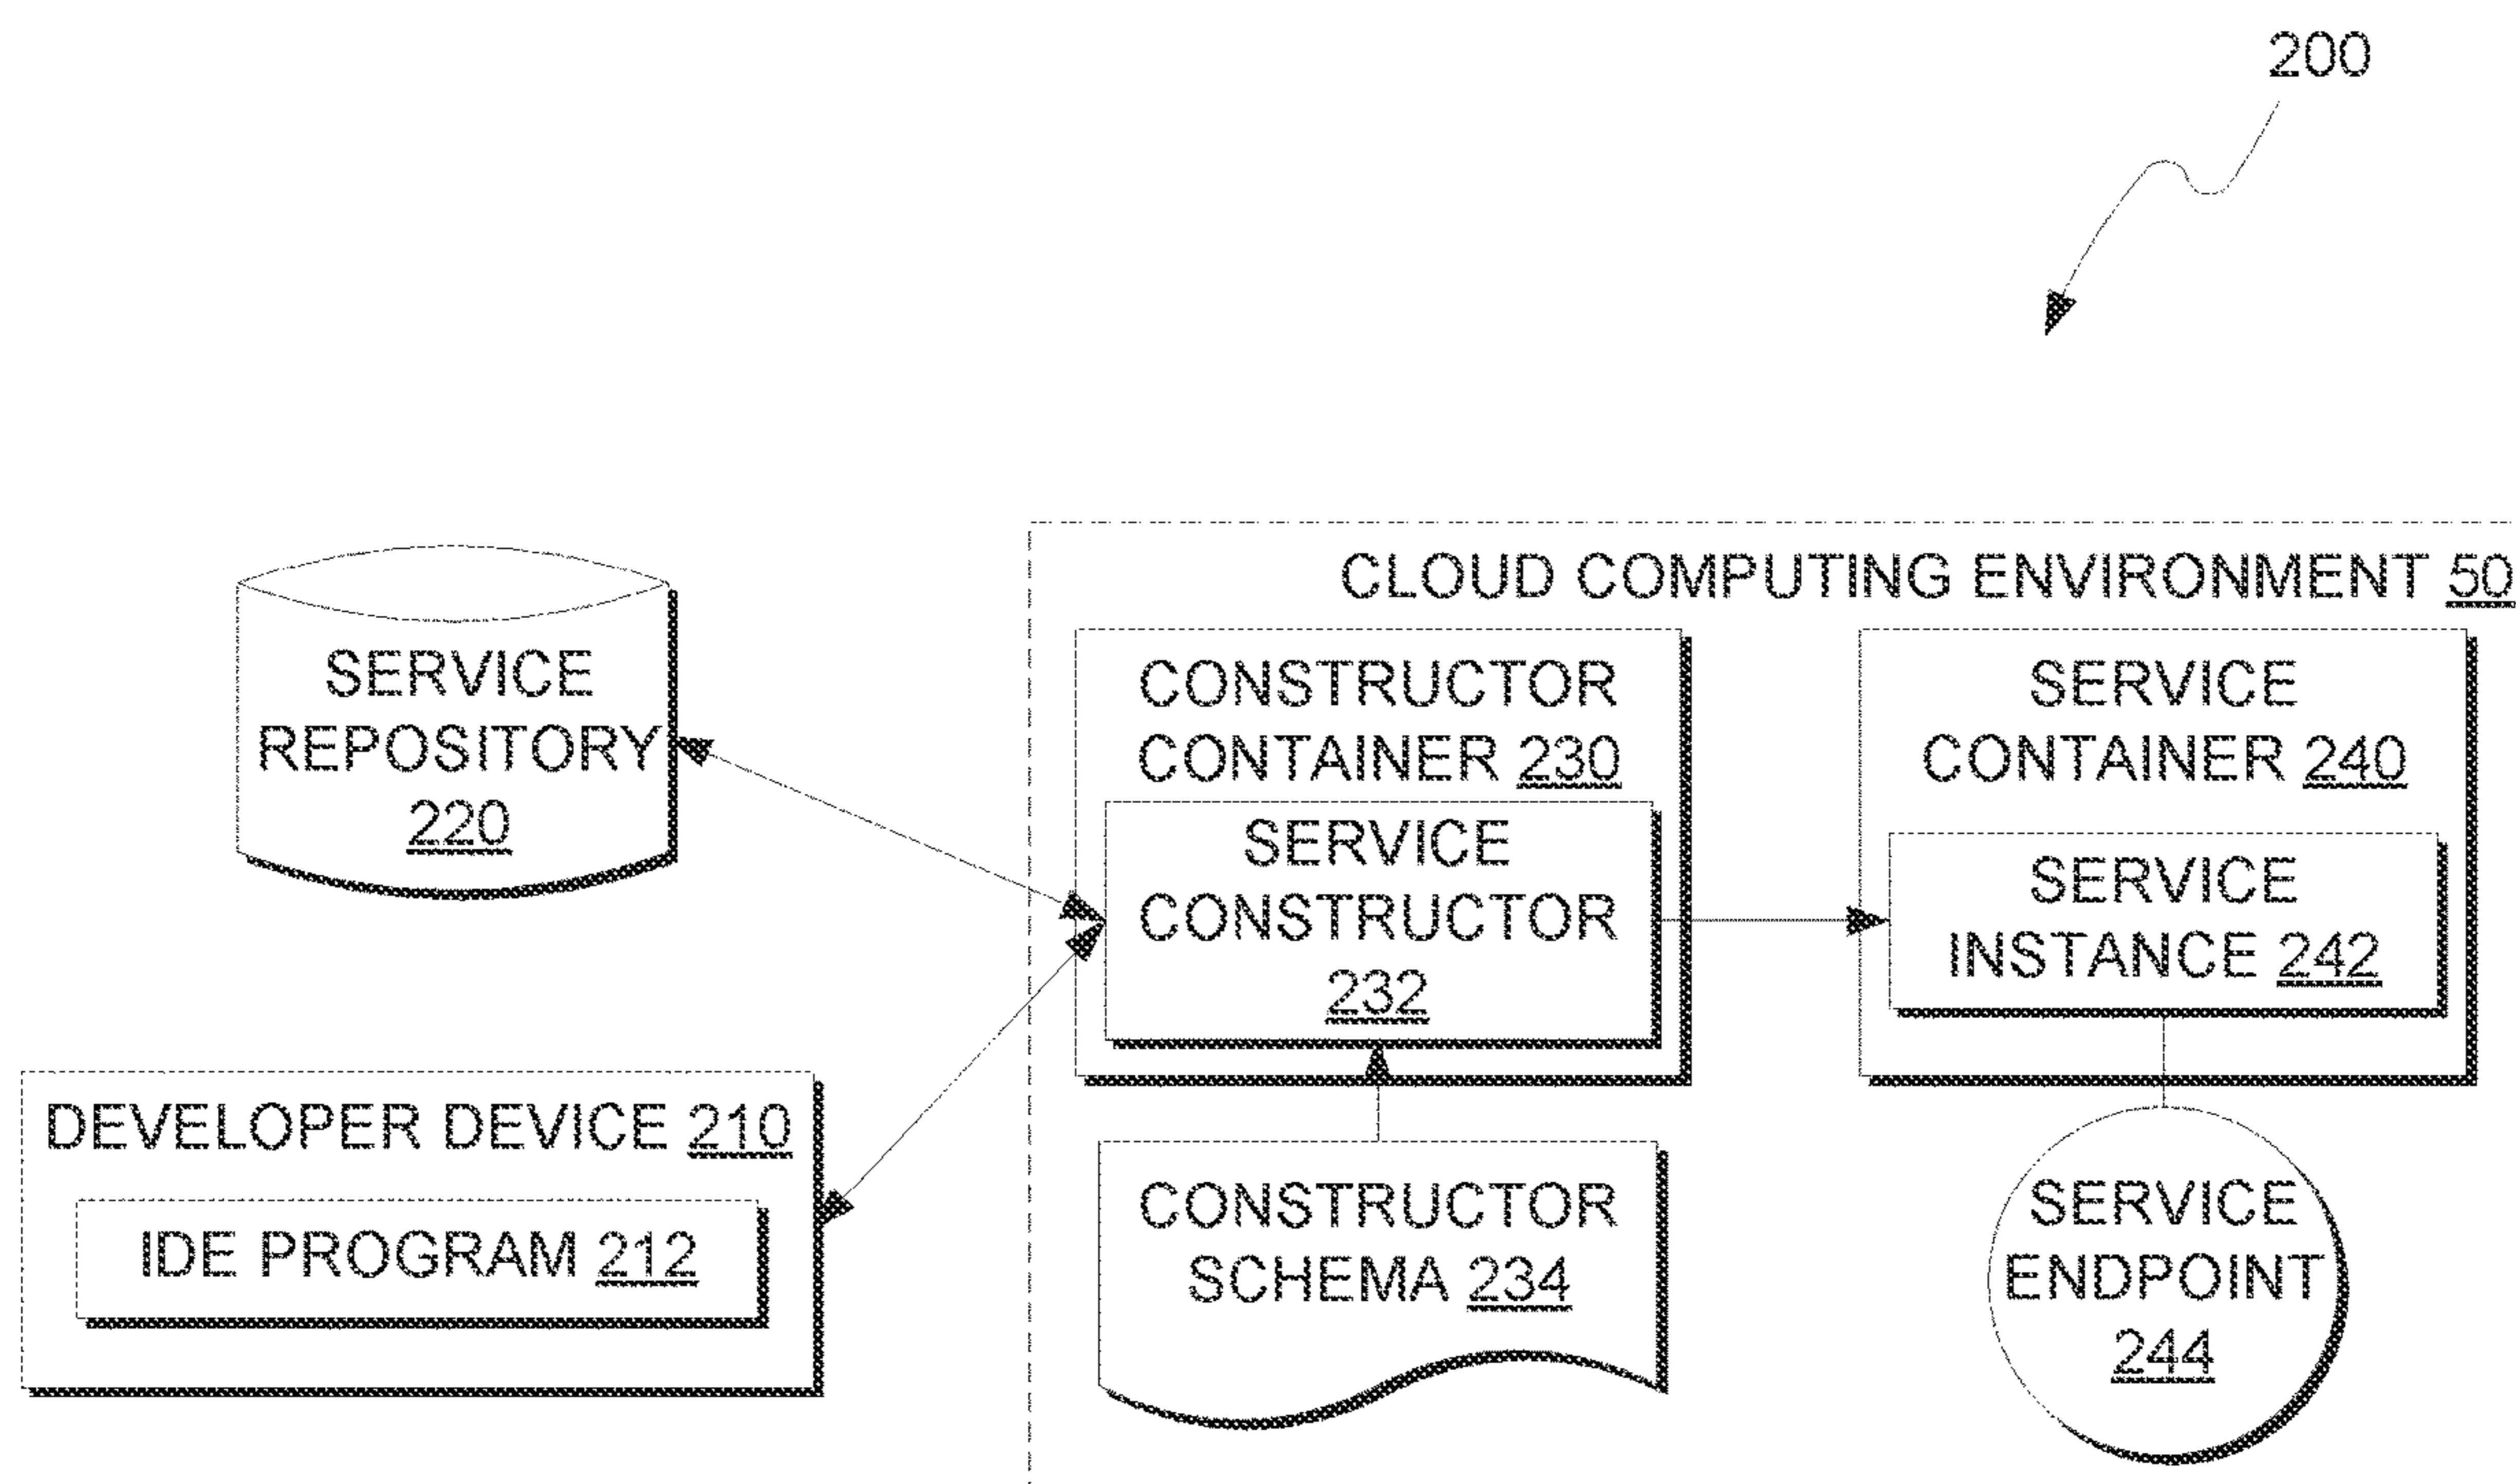 200
SERVICE
REPOSITORY
220
DEVELOPER DEVICE 210
IDE PROGRAM 212
CLOUD COMPUTING ENVIRONMENT 50
CONSTRUCTOR
CONTAINER 230
SERVICE
CONSTRUCTOR
232
CONSTRUCTOR
SCHEMA 234
SERVICE
CONTAINER 240
SERVICE
INSTANCE 242
SERVICE
ENDPOINT
244